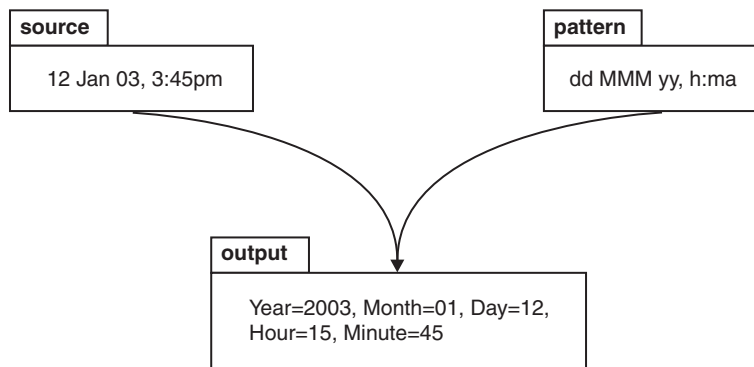 source
12 Jan 03, 3:45pm
pattern
dd MMM yy, h:ma
output
Year=2003, Month=01, Day=12,
Hour=15, Minute=45